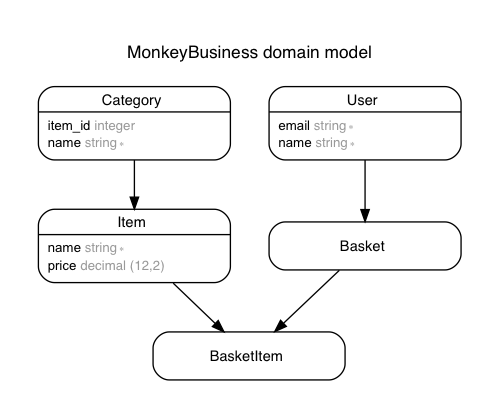 MonkeyBusiness domain model
Category
item_id integer
name string *
User
email string *
name string *
Item
name string *
price decimal (12,2)
Basket
BasketItem